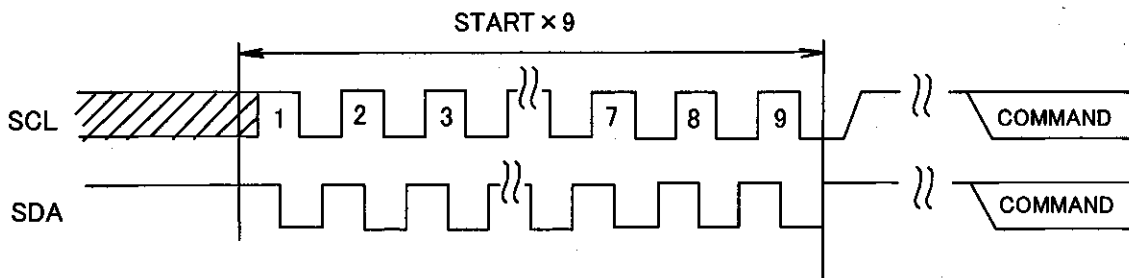 START×9
SCL 1 2 3 7 8 9 COMMAND
SDA COMMAND